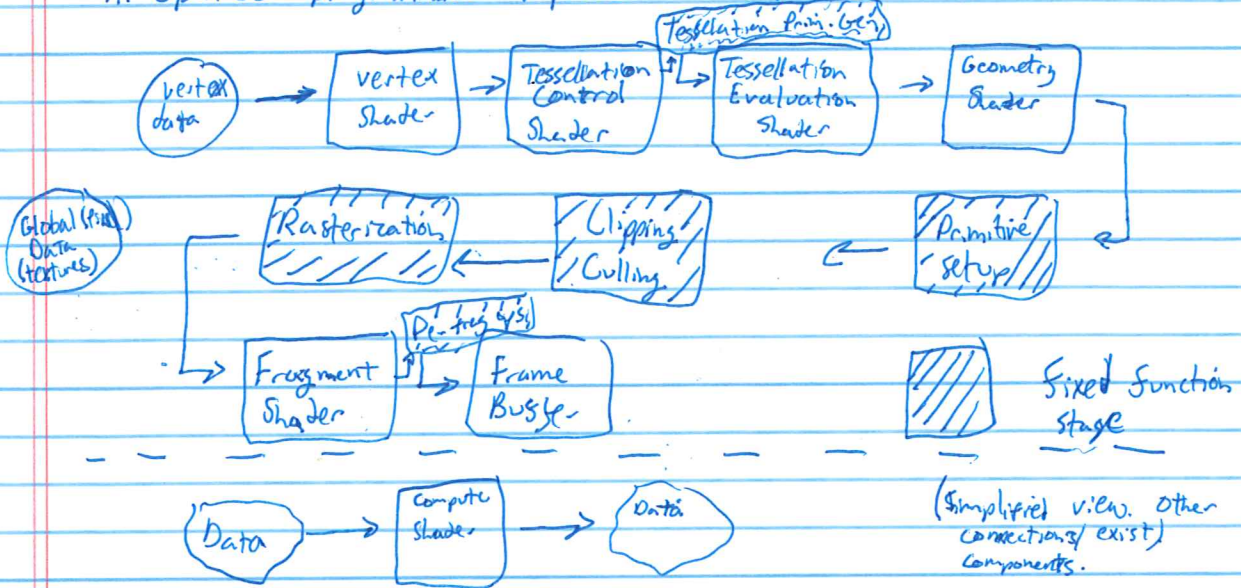 Tessellation Prim. Gen
vertex
data
vertex
Shader
Tessellation
Control
Shader
Tessellation
Evaluation
Shader
Geometry
Shader
Global
Data
(textures)
Rasterization
Clipping
Culling
Primitive
setup
Fragment
Shader
Frame
Buffer
fixed function
stage
Data
Compute
Shader
Data
(Simplified view. Other
connections/ exist)
components.